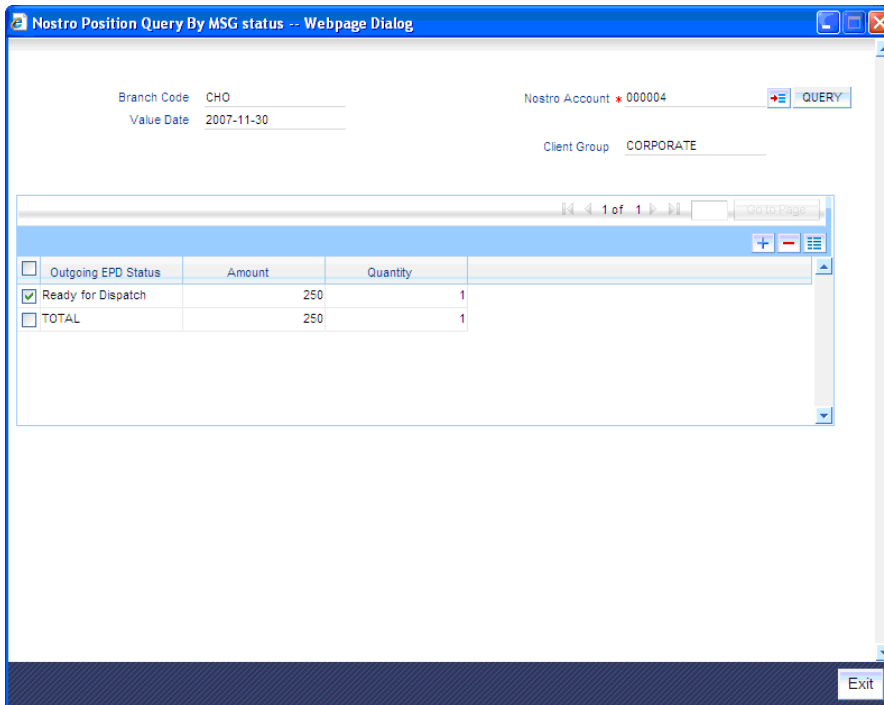 Nostro Position Query By MSG status -- Webpage Dialog
Branch Code CHO
Nostro Account * 000004 QUERY
Value Date 2007-11-30
Client Group CORPORATE
1 of 1 Go to Page
Outgoing EPD Status Amount Quantity
Ready for Dispatch 250 1
TOTAL 250 1
Exit